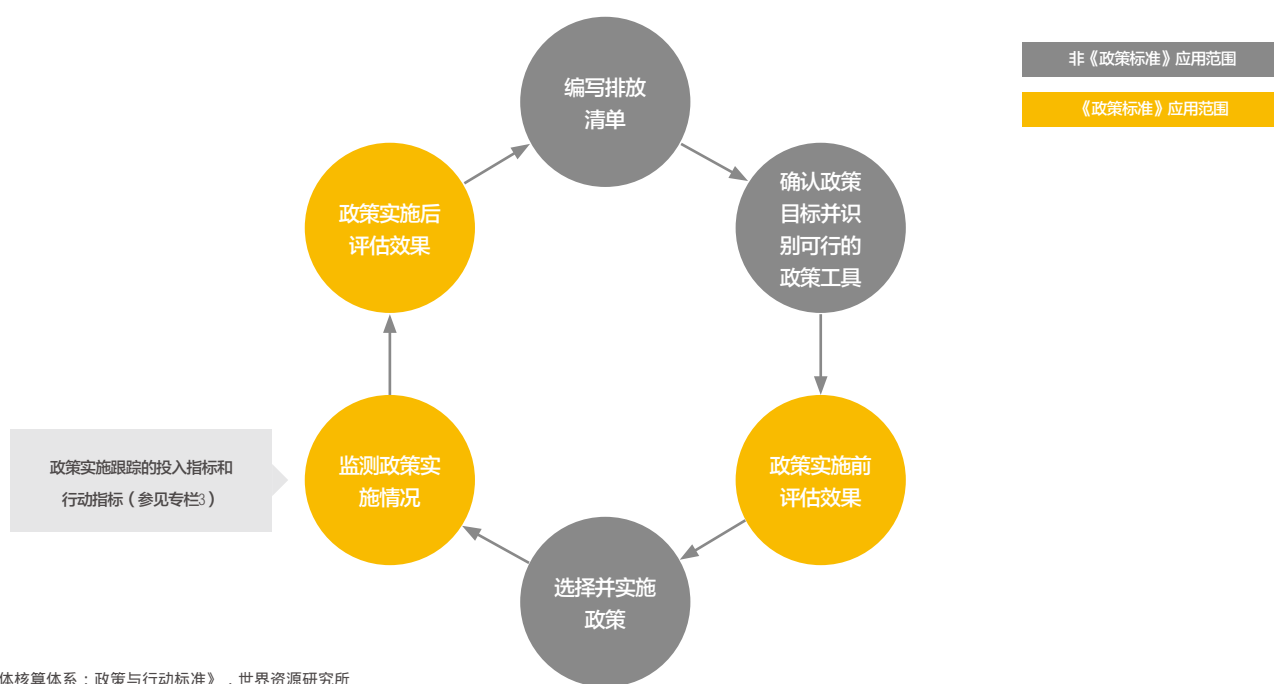 编写排放
清单
非《政策标准》应用范围
《政策标准》应用范围
确认政策
目标并识
别可行的
政策工具
政策实施后
评估效果
政策实施前
评估效果
监测政策实
施情况
政策实施跟踪的投入指标和
行动指标（参见专栏3）
选择并实施
政策
体核算体系：政策与行动标准》，世界资源研究所